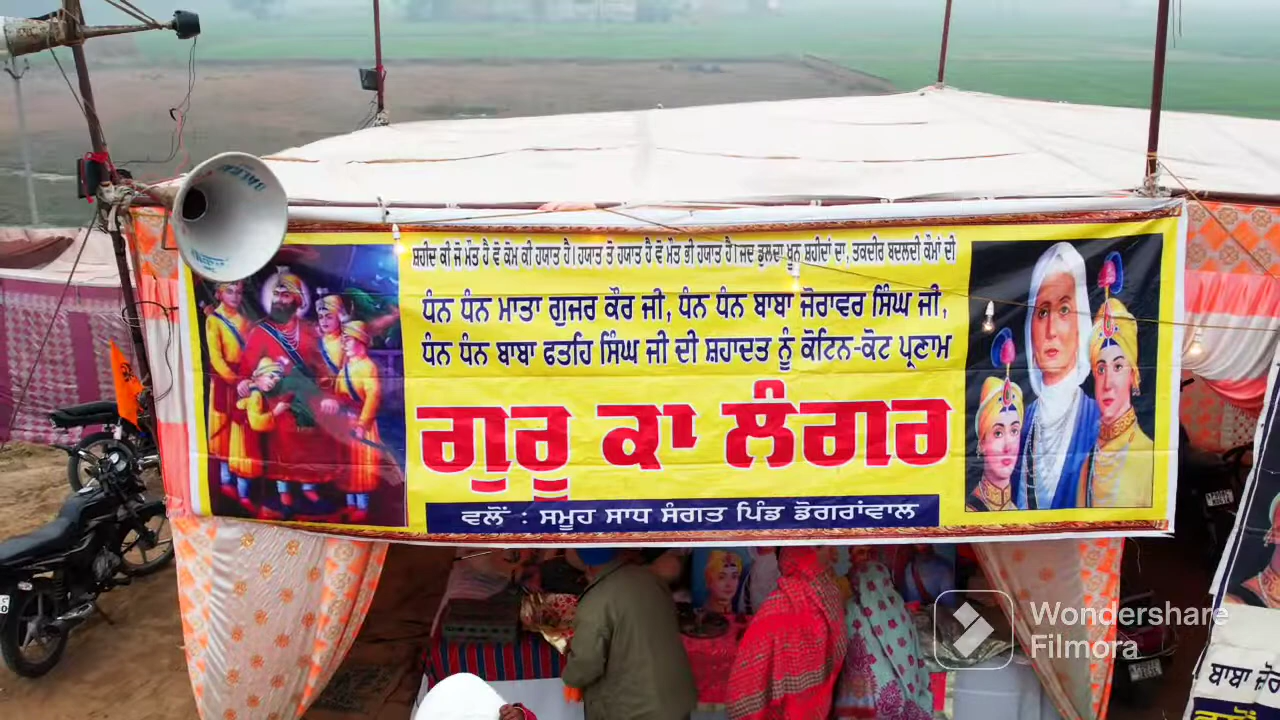 ਸ਼ਹੀਦ ਕੀ ਜੋ ਮੌਤ ਹੈ ਵੋ ਕੌਮ ਕੀ ਹਯਾਤ ਹੈ। ਹਯਾਤ ਤੋ ਹਯਾਤ ਹੈ ਵੋ ਮੌਤ ਭੀ ਹਯਾਤ ਹੈ। ਜਦ ਡੁਲਦਾ ਖੂਨ ਸ਼ਹੀਦਾਂ ਦਾ, ਤਕਦੀਰ ਬਦਲਦੀ ਕੌਮਾਂ ਦੀ
ਧੰਨ ਧੰਨ ਮਾਤਾ ਗੁਜਰ ਕੌਰ ਜੀ, ਧੰਨ ਧੰਨ ਬਾਬਾ ਜੋਰਾਵਰ ਸਿੰਘ ਜੀ,
ਧੰਨ ਧੰਨ ਬਾਬਾ ਫਤਹਿ ਸਿੰਘ ਜੀ ਦੀ ਸ਼ਹਾਦਤ ਨੂੰ ਕੋਟਿਨ-ਕੋਟ ਪ੍ਰਣਾਮ
ਗੁਰੂ ਕਾ ਲੰਗਰ
ਵਲੋਂ : ਸਮੂਹ ਸਾਧ ਸੰਗਤ ਪਿੰਡ ਡੋਗਰਾਂਵਾਲ
Wondershare
Filmora
ਬਾਬਾ